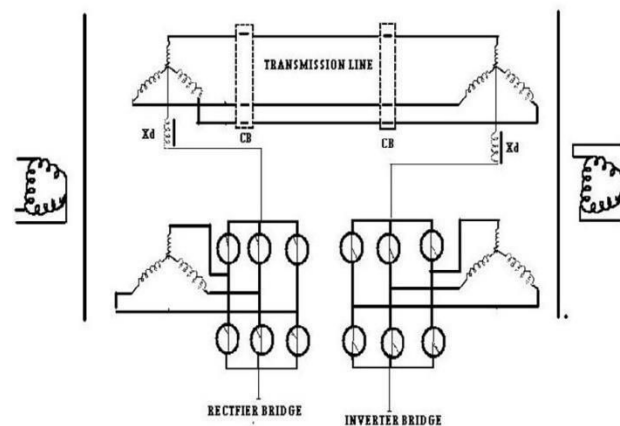 TRANSMISSION LINE
Xd
CB
CB
Xd
RECTFIER BRIDGE
INVERTER BRIDGE